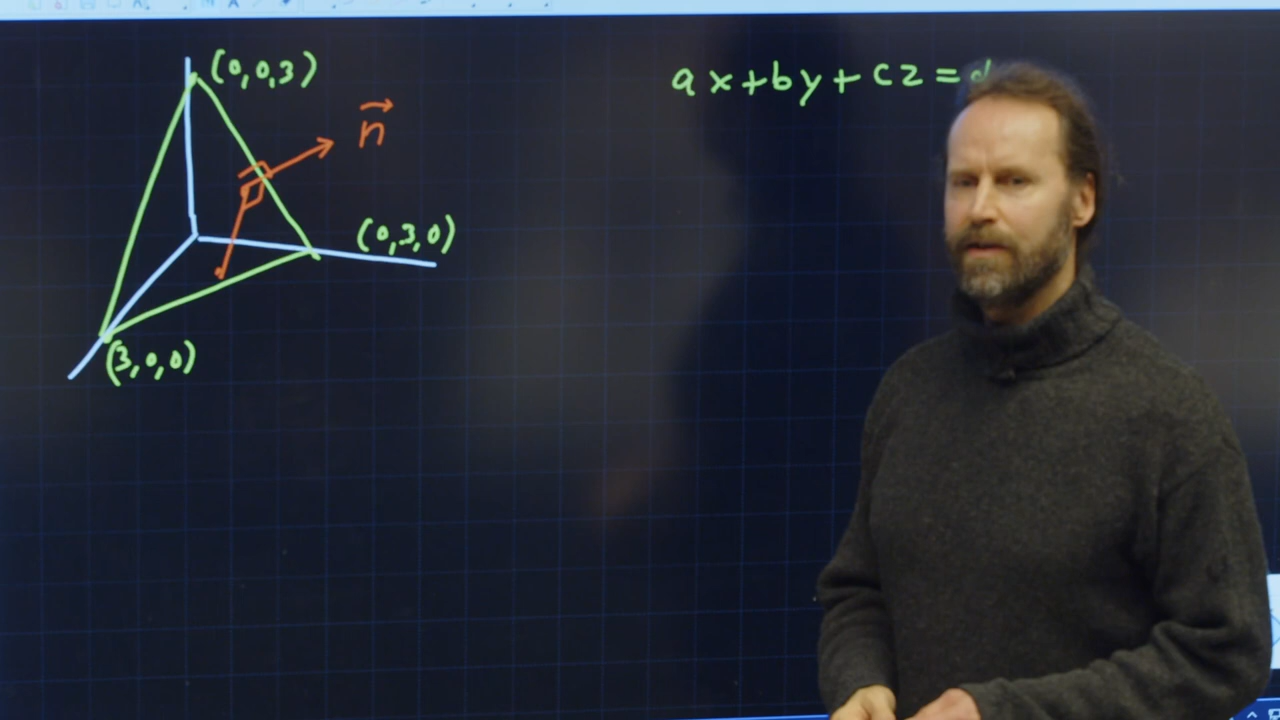 (0,0,3)
ax+by+cz=d
n
(0,3,0)
(3,0,0)